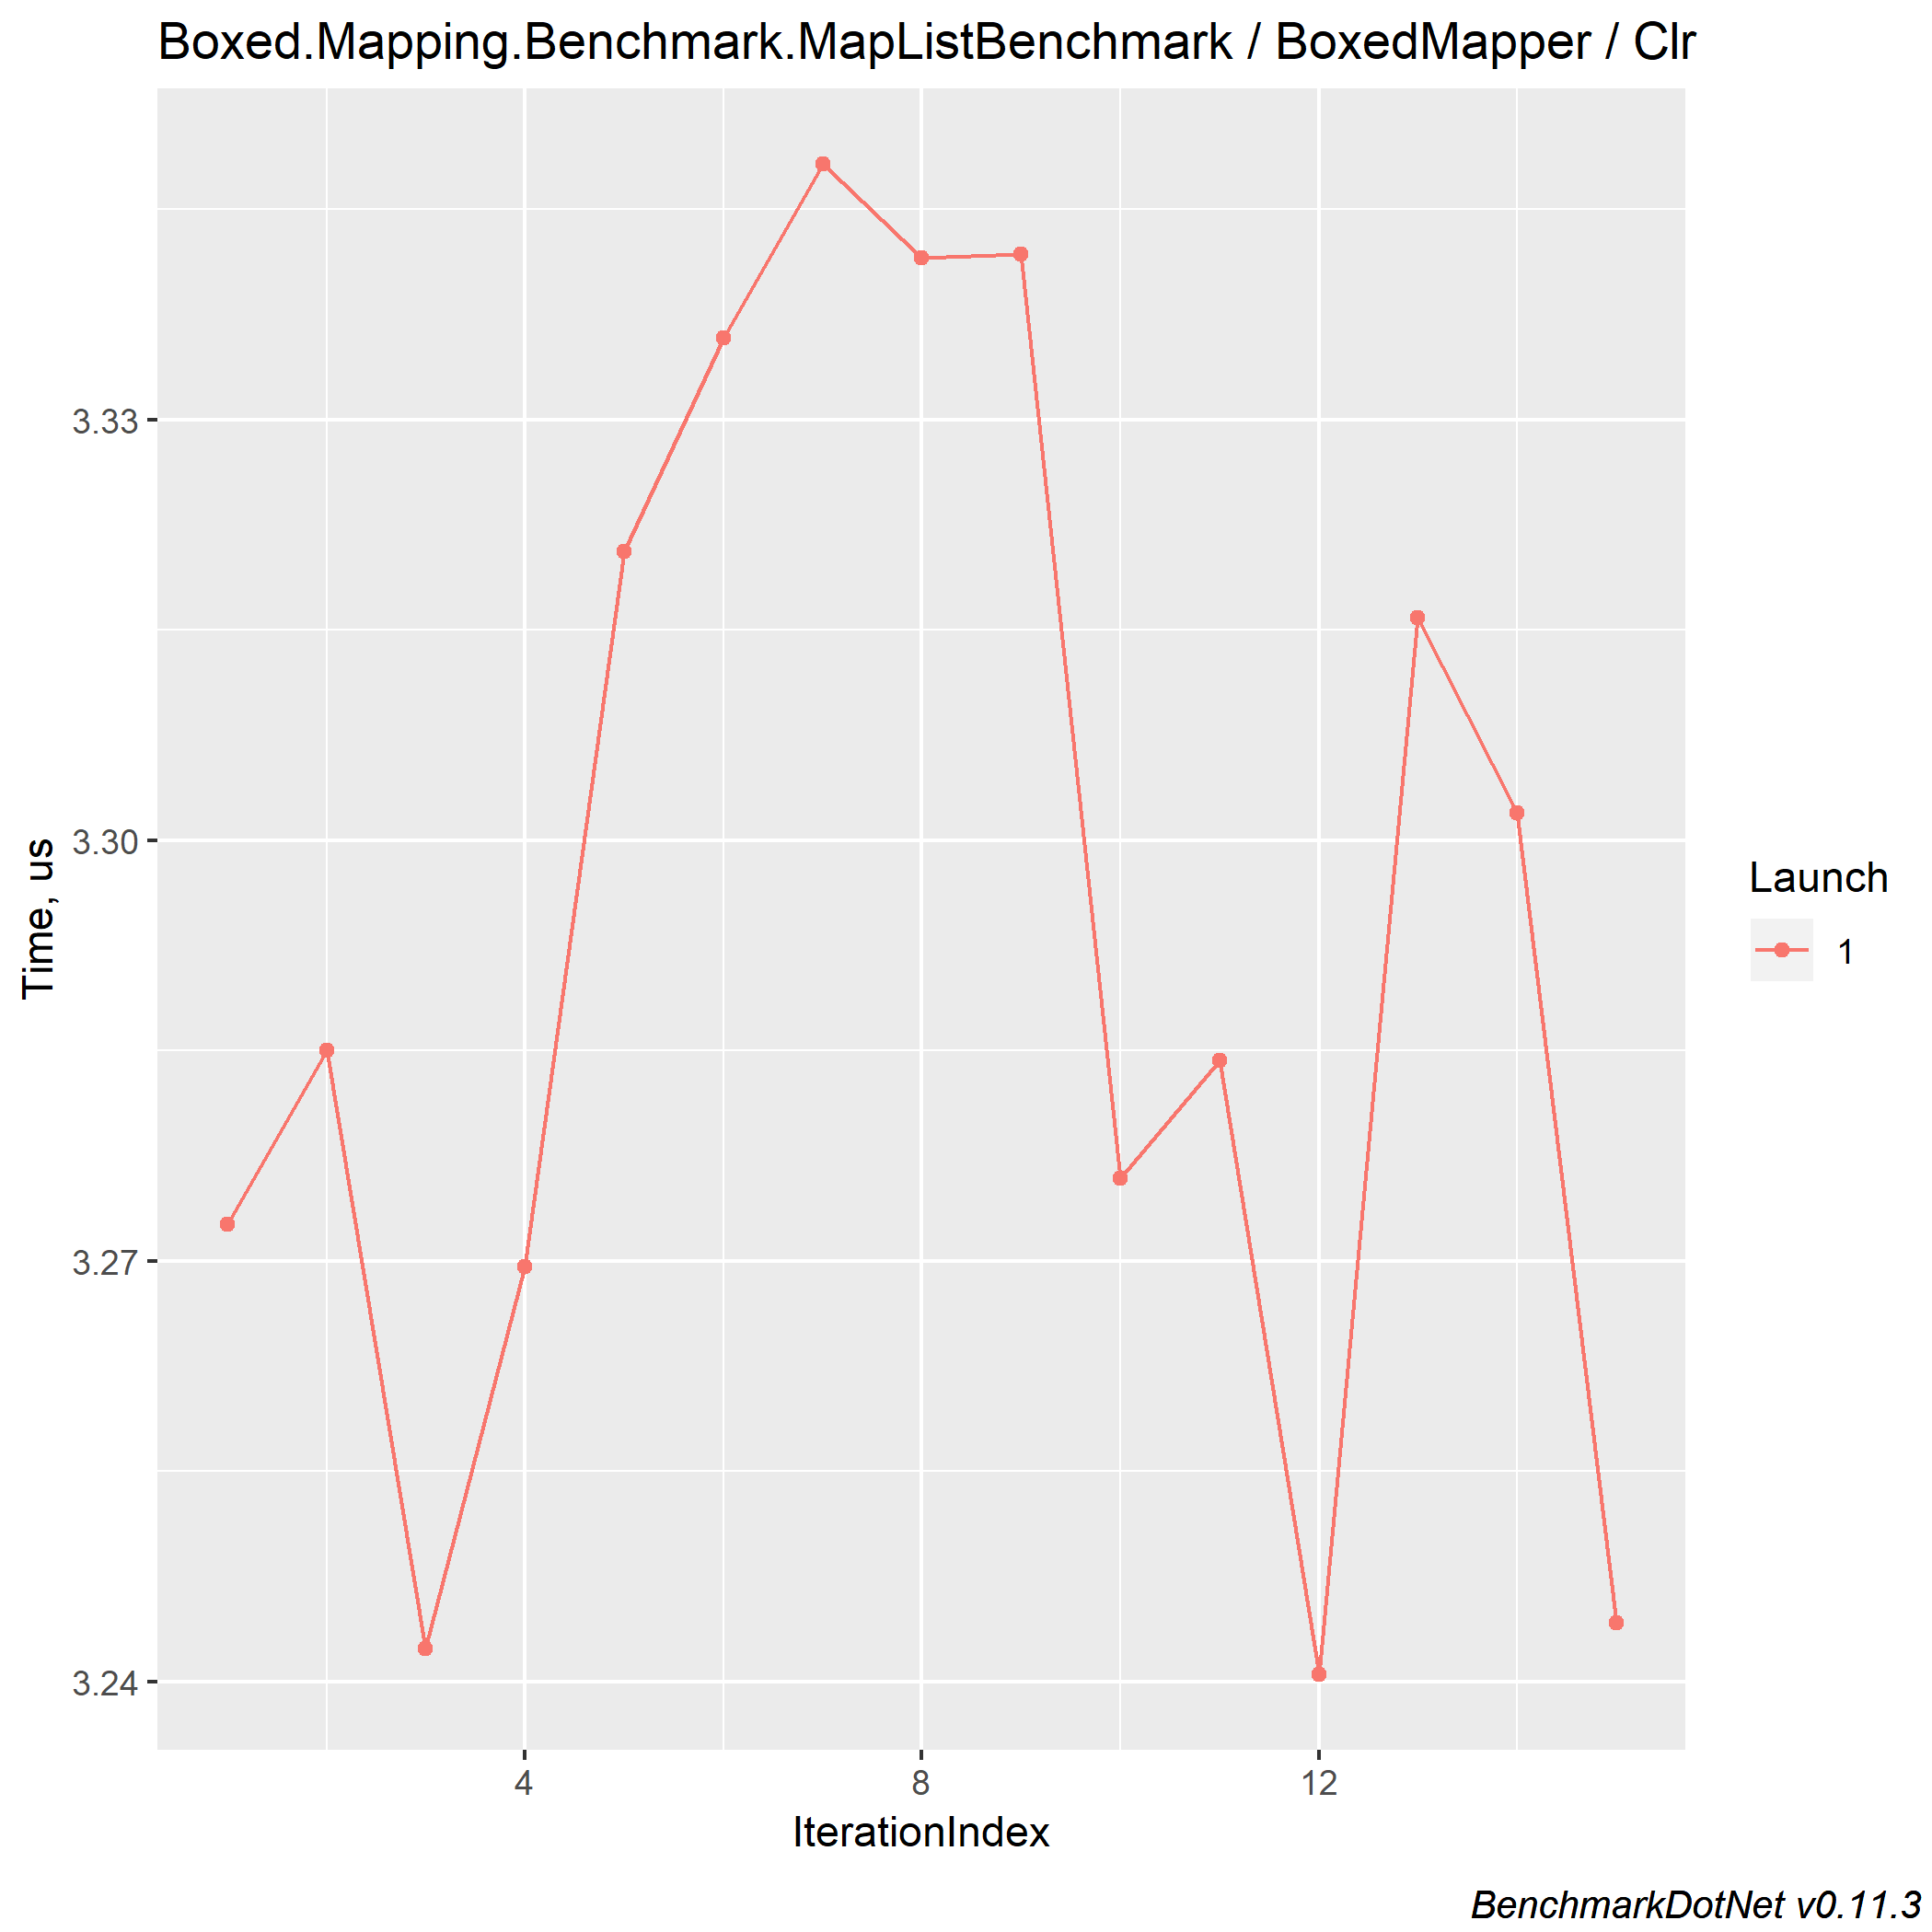 Boxed.Mapping.Benchmark.MapListBenchmark / BoxedMapper / Clr
3.33
3.30
3.27
3.24
Time, us
4
8
12
IterationIndex
Launch
1
BenchmarkDotNet v0.11.3